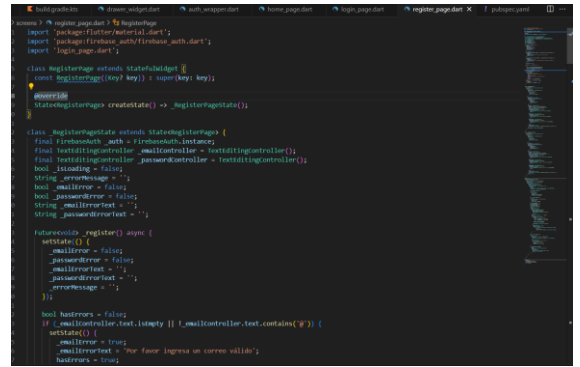 build.gradle.kts drawer_widget.dart auth_wrapper.dart home_page.dart login_page.dart register_page.dart X pubspec.yaml
screens > register_page.dart > RegisterPage
import 'package:flutter/material.dart';
import 'package:firebase_auth/firebase_auth.dart';
import 'login_page.dart';
class RegisterPage extends StatefulWidget {
const RegisterPage({Key? key}) : super(key: key);
@override
State<RegisterPage> createState() => _RegisterPageState();
}
class _RegisterPageState extends State<RegisterPage> {
final FirebaseAuth _auth = FirebaseAuth.instance;
final TextEditingController _emailController = TextEditingController();
final TextEditingController _passwordController = TextEditingController();
bool _isLoading = false;
String _errorMessage = '';
bool _emailError = false;
bool _passwordError = false;
String _emailErrorText = '';
String _passwordErrorText = '';
Future<void> _register() async {
setState(() {
_emailError = false;
_passwordError = false;
_emailErrorText = '';
_passwordErrorText = '';
_errorMessage = '';
});
bool hasErrors = false;
if (_emailController.text.isEmpty || !_emailController.text.contains('@')) {
setState(() {
_emailError = true;
_emailErrorText = 'Por favor ingresa un correo válido';
hasErrors = true;